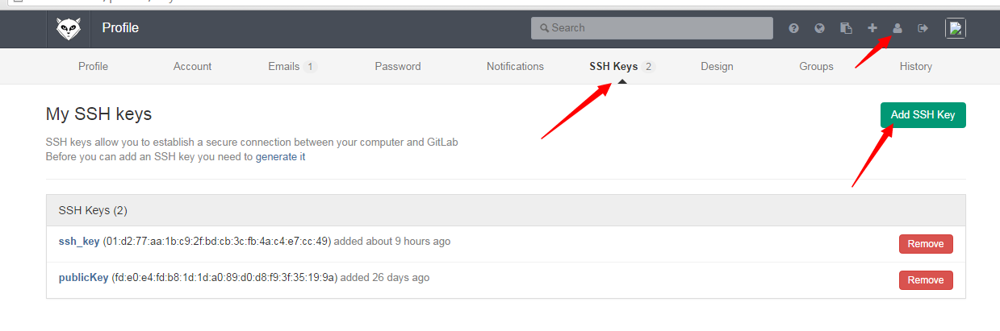 Profile
Search
Profile Account Emails 1 Password Notifications SSH Keys 2 Design Groups History
My SSH keys
Add SSH Key
SSH keys allow you to establish a secure connection between your computer and GitLab
Before you can add an SSH key you need to generate it
SSH Keys (2)
ssh_key (01:d2:77:aa:1b:c9:2f:bd:cb:3c:fb:4a:c4:e7:cc:49) added about 9 hours ago Remove
publicKey (fd:e0:e4:fd:b8:1d:1d:a0:89:d0:d8:f9:3f:35:19:9a) added 26 days ago Remove